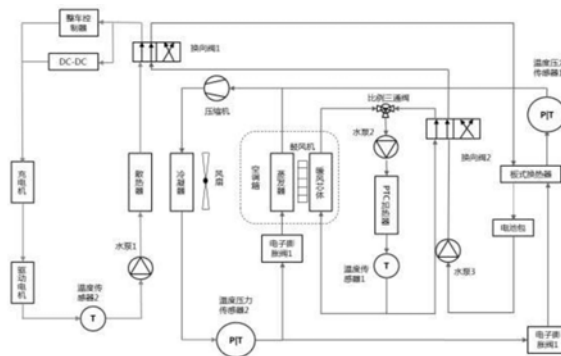 整车控
制器
DC-DC
换向阀1
压缩机
温度压力
传感器1
P|T
比例三通阀
水泵2
鼓风机
空调箱
蒸发器
暖风芯体
换向阀2
板式换热器
充电机
散热器
冷凝器
风扇
PTC加热器
电池包
水泵1
电子膨
胀阀1
水泵3
驱动电机
温度传
感器2
T
温度传
感器1
T
温度压力
传感器2
P|T
电子膨
胀阀1